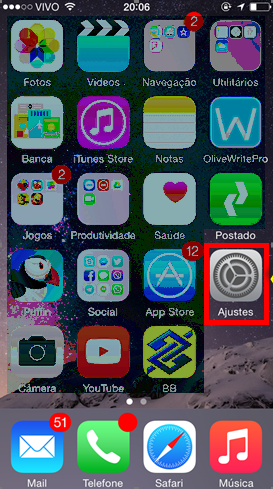 VIVO 20:06
2
Fotos Vídeos Navegação Utilitários
W
Banca iTunes Store Notas OliveWritePro
2
Jogos Produtividade Saúde Postado
12
Puffin Social App Store Ajustes
Câmera YouTube BB
51
Mail Telefone Safari Música